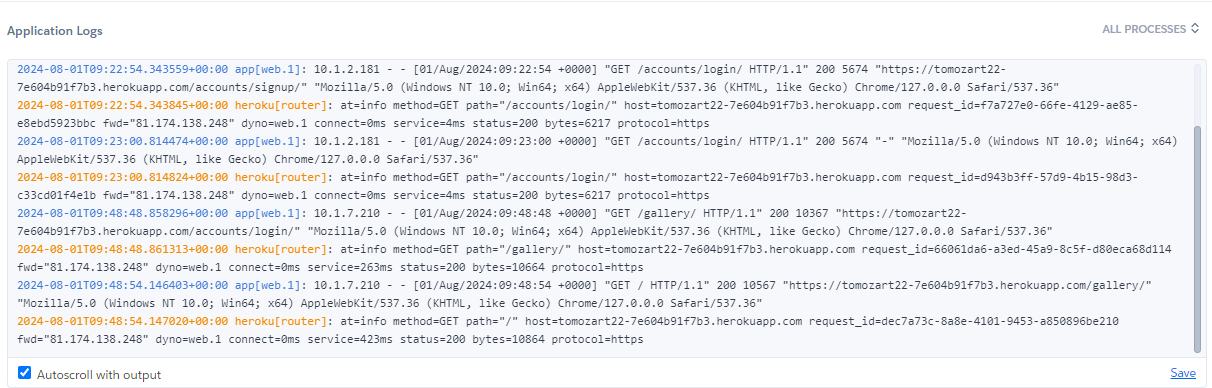 Application Logs
ALL PROCESSES
2024-08-01T09:22:54.343559+00:00 app[web.1]: 10.1.2.181 - - [01/Aug/2024:09:22:54 +0000] "GET /accounts/login/ HTTP/1.1" 200 5674 "https://tomozart22-
7e604b91f7b3.herokuapp.com/accounts/signup/" "Mozilla/5.0 (Windows NT 10.0; Win64; x64) AppleWebKit/537.36 (KHTML, like Gecko) Chrome/127.0.0.0 Safari/537.36"
2024-08-01T09:22:54.343845+00:00 heroku[router]: at=info method=GET path="/accounts/login/" host=tomozart22-7e604b91f7b3.herokuapp.com request_id=f7a727e0-66fe-4129-ae85-
e8ebd5923bbc fwd="81.174.138.248" dyno=web.1 connect=0ms service=4ms status=200 bytes=6217 protocol=https
2024-08-01T09:23:00.814474+00:00 app[web.1]: 10.1.2.181 - - [01/Aug/2024:09:23:00 +0000] "GET /accounts/login/ HTTP/1.1" 200 5674 "-" "Mozilla/5.0 (Windows NT 10.0; Win64; x64)
AppleWebKit/537.36 (KHTML, like Gecko) Chrome/127.0.0.0 Safari/537.36"
2024-08-01T09:23:00.814824+00:00 heroku[router]: at=info method=GET path="/accounts/login/" host=tomozart22-7e604b91f7b3.herokuapp.com request_id=d943b3ff-57d9-4b15-98d3-
c33cd01f4e1b fwd="81.174.138.248" dyno=web.1 connect=0ms service=4ms status=200 bytes=6217 protocol=https
2024-08-01T09:48:48.858296+00:00 app[web.1]: 10.1.7.210 - - [01/Aug/2024:09:48:48 +0000] "GET /gallery/ HTTP/1.1" 200 10367 "https://tomozart22-
7e604b91f7b3.herokuapp.com/accounts/login/" "Mozilla/5.0 (Windows NT 10.0; Win64; x64) AppleWebKit/537.36 (KHTML, like Gecko) Chrome/127.0.0.0 Safari/537.36"
2024-08-01T09:48:48.861313+00:00 heroku[router]: at=info method=GET path="/gallery/" host=tomozart22-7e604b91f7b3.herokuapp.com request_id=66061da6-a3ed-45a9-8c5f-d80eca68d114
fwd="81.174.138.248" dyno=web.1 connect=0ms service=263ms status=200 bytes=10664 protocol=https
2024-08-01T09:48:54.146403+00:00 app[web.1]: 10.1.7.210 - - [01/Aug/2024:09:48:54 +0000] "GET / HTTP/1.1" 200 10567 "https://tomozart22-7e604b91f7b3.herokuapp.com/gallery/"
"Mozilla/5.0 (Windows NT 10.0; Win64; x64) AppleWebKit/537.36 (KHTML, like Gecko) Chrome/127.0.0.0 Safari/537.36"
2024-08-01T09:48:54.147020+00:00 heroku[router]: at=info method=GET path="/" host=tomozart22-7e604b91f7b3.herokuapp.com request_id=dec7a73c-8a8e-4101-9453-a850896be210
fwd="81.174.138.248" dyno=web.1 connect=0ms service=423ms status=200 bytes=10864 protocol=https
Autoscroll with output
Save